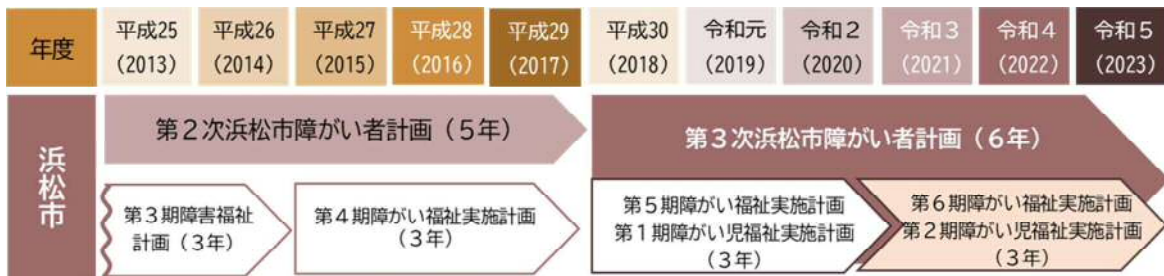 年度
平成25
(2013)
平成26
(2014)
平成27
(2015)
平成28
(2016)
平成29
(2017)
平成30
(2018)
令和元
(2019)
令和２
(2020)
令和３
(2021)
令和４
(2022)
令和５
(2023)
浜松市
第２次浜松市障がい者計画（５年）
第３次浜松市障がい者計画（６年）
第３期障害福祉
計画（３年）
第４期障がい福祉実施計画
（３年）
第５期障がい福祉実施計画
第１期障がい児福祉実施計画
（３年）
第６期障がい福祉実施計画
第２期障がい児福祉実施計画
（３年）